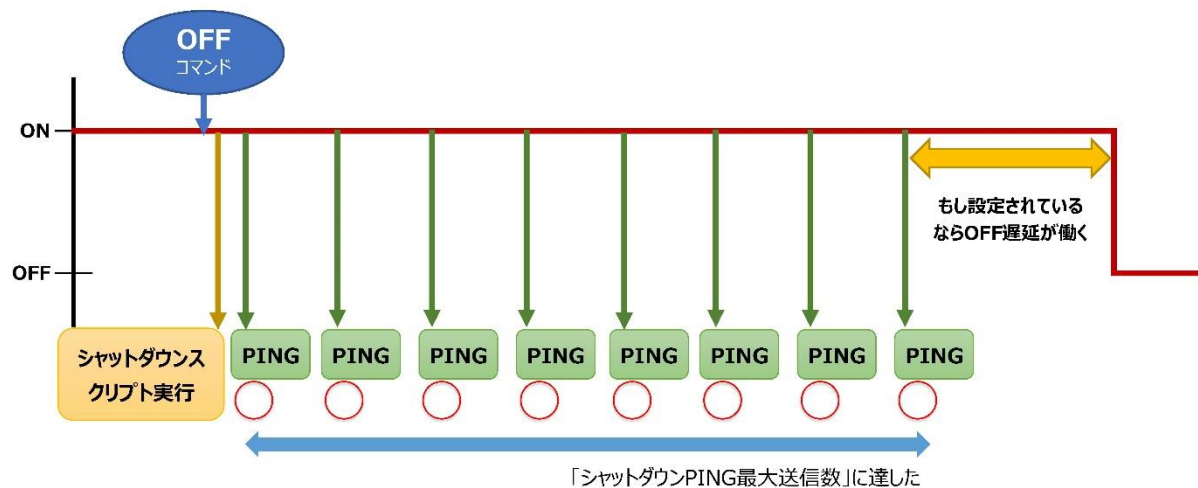 OFF
コマンド
ON
もし設定されている
ならOFF遅延が働く
OFF
シャットダウンス
クリプト実行
PING
PING
PING
PING
PING
PING
PING
PING
「シャットダウンPING最大送信数」に達した